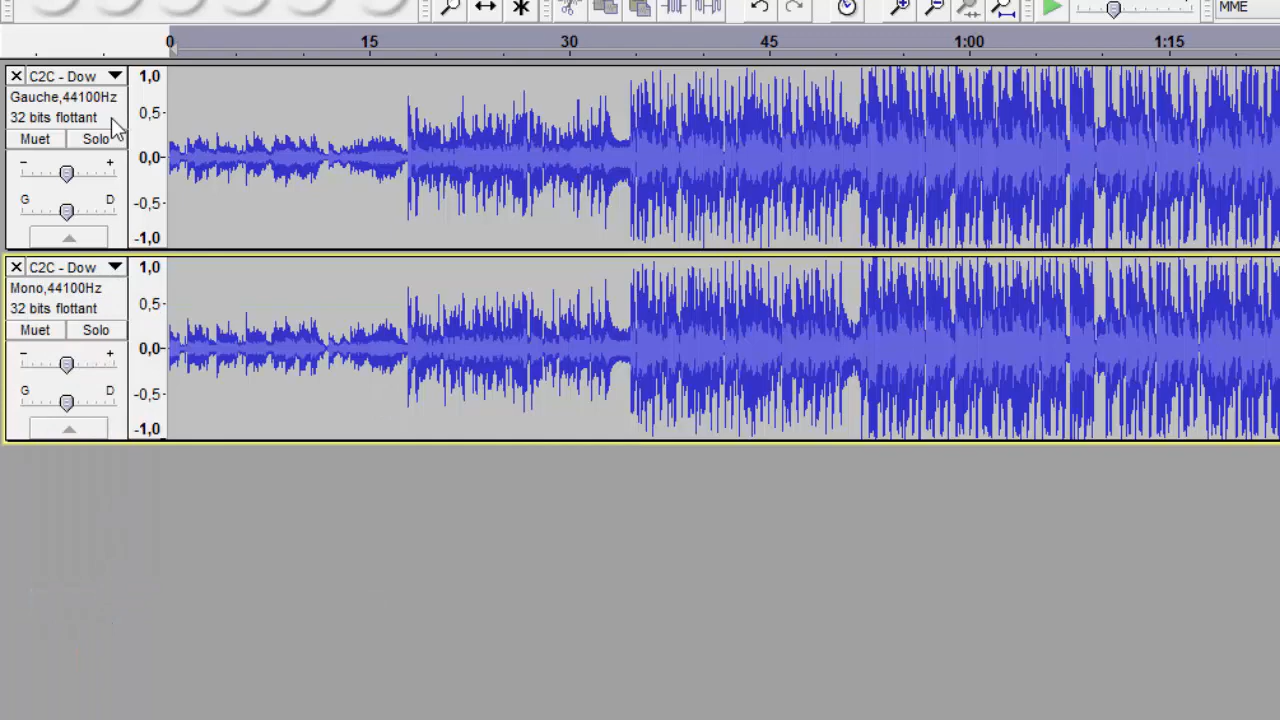 MME
0 15 30 45 1:00 1:15
C2C - Dow 1,0
Gauche,44100Hz
32 bits flottant 0,5-
Muet Solo
- + 0,0-
G D -0,5-
-1,0
C2C - Dow 1,0
Mono,44100Hz
32 bits flottant 0,5-
Muet Solo
- + 0,0-
G D -0,5-
-1,0